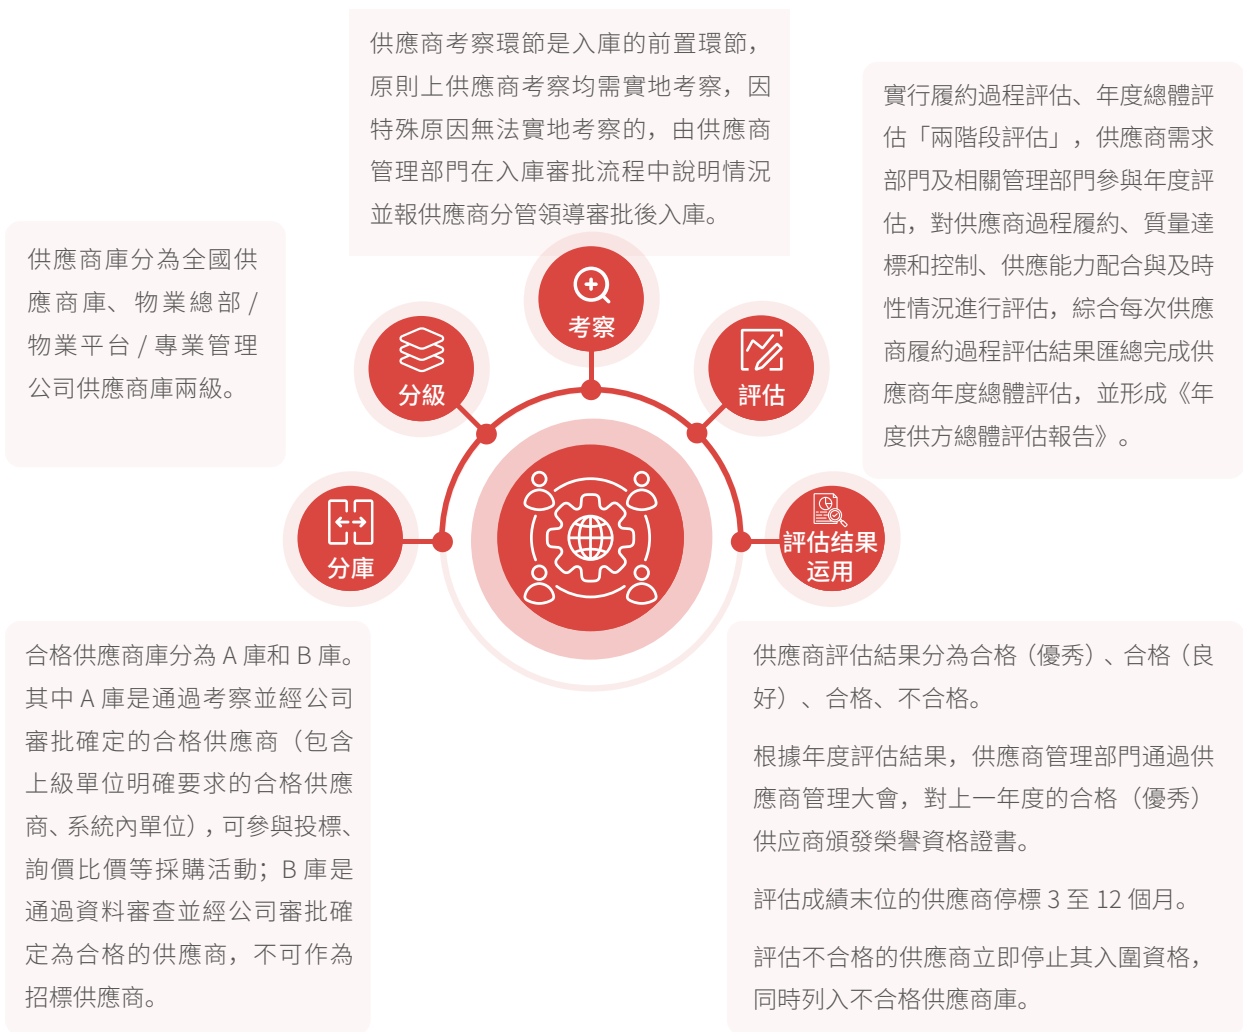 供應商考察環節是入庫的前置環節，
原則上供應商考察均需實地考察，因
特殊原因無法實地考察的，由供應商
管理部門在入庫審批流程中說明情況
並報供應商分管領導審批後入庫。
實行履約過程評估、年度總體評
估「兩階段評估」，供應商需求
部門及相關管理部門參與年度評
估，對供應商過程履約、質量達
標和控制、供應能力配合與及時
性情況進行評估，綜合每次供應
商履約過程評估結果匯總完成供
應商年度總體評估，並形成《年
度供方總體評估報告》。
供應商庫分為全國供
應商庫、物業總部 /
物業平台 / 專業管理
公司供應商庫兩級。
考察
分級
評估
分庫
評估结果
运用
合格供應商庫分為 A 庫和 B 庫。
其中 A 庫是通過考察並經公司
審批確定的合格供應商（包含
上級單位明確要求的合格供應
商、系統內單位），可參與投標、
詢價比價等採購活動；B 庫是
通過資料審查並經公司審批確
定為合格的供應商，不可作為
招標供應商。
供應商評估結果分為合格（優秀）、合格（良
好）、合格、不合格。
根據年度評估結果，供應商管理部門通過供
應商管理大會，對上一年度的合格（優秀）
供应商頒發榮譽資格證書。
評估成績末位的供應商停標 3 至 12 個月。
評估不合格的供應商立即停止其入圍資格，
同時列入不合格供應商庫。